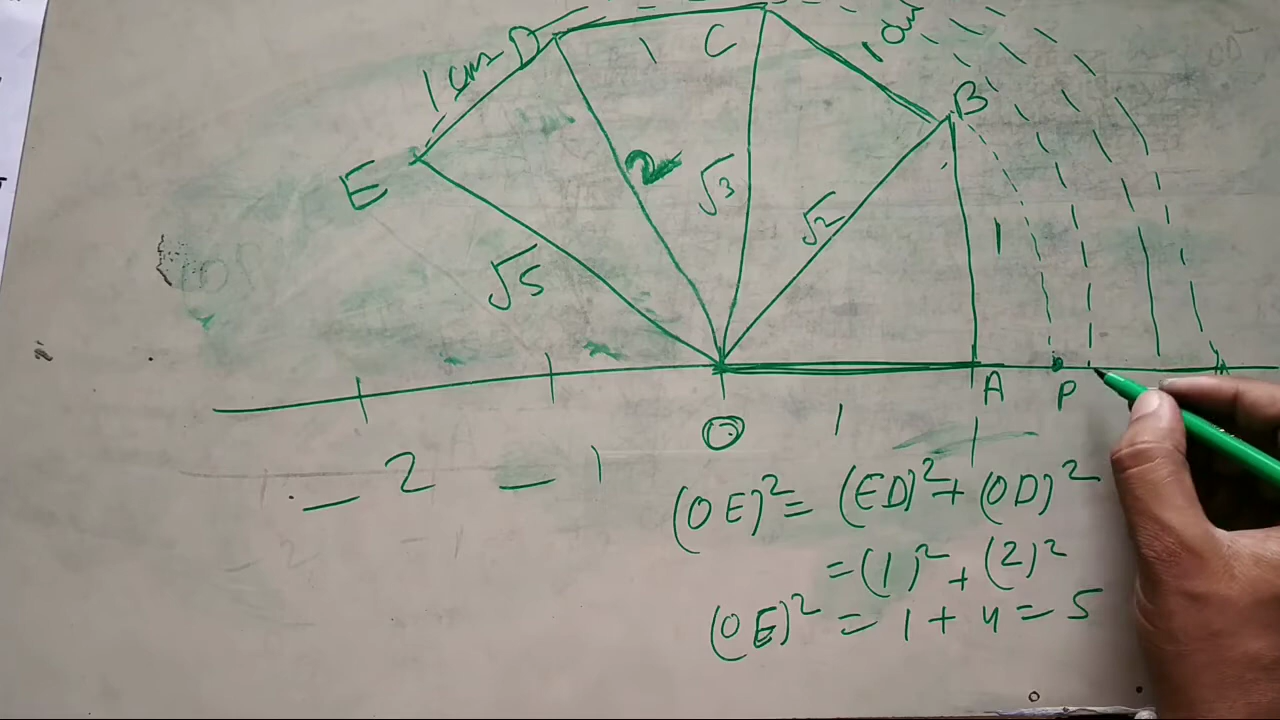 1 cm D 1 C 1 cm
B
E 2 √3 √2 1
√5
A P
O 1 1
- 2 - 1
(OE)² = (ED)² + (OD)²
= (1)² + (2)²
(OE)² = 1 + 4 = 5